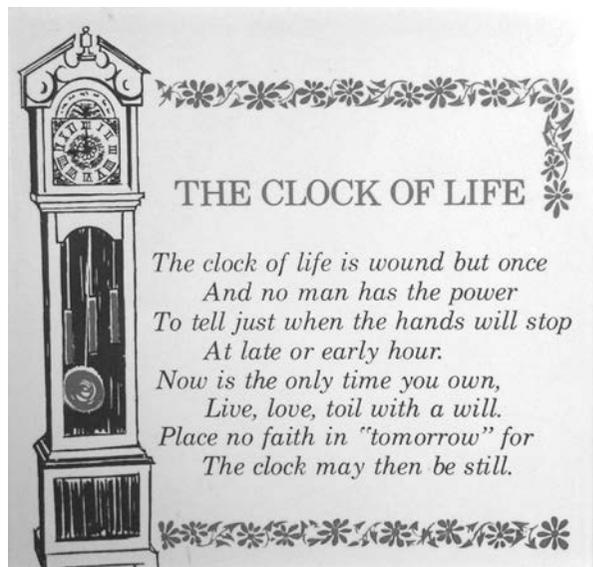 THE CLOCK OF LIFE
The clock of life is wound but once
And no man has the power
To tell just when the hands will stop
At late or early hour.
Now is the only time you own,
Live, love, toil with a will.
Place no faith in "tomorrow" for
The clock may then be still.